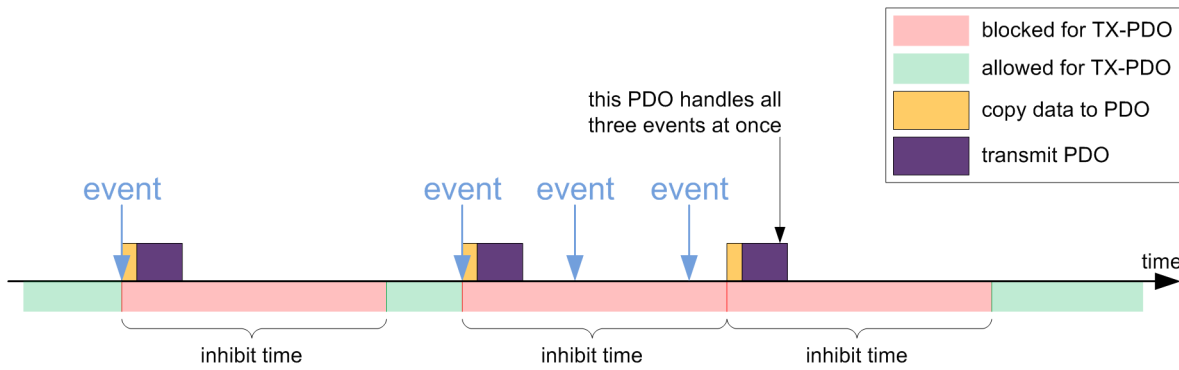 blocked for TX-PDO
allowed for TX-PDO
copy data to PDO
transmit PDO
this PDO handles all
three events at once
event
event
event
event
time
inhibit time
inhibit time
inhibit time